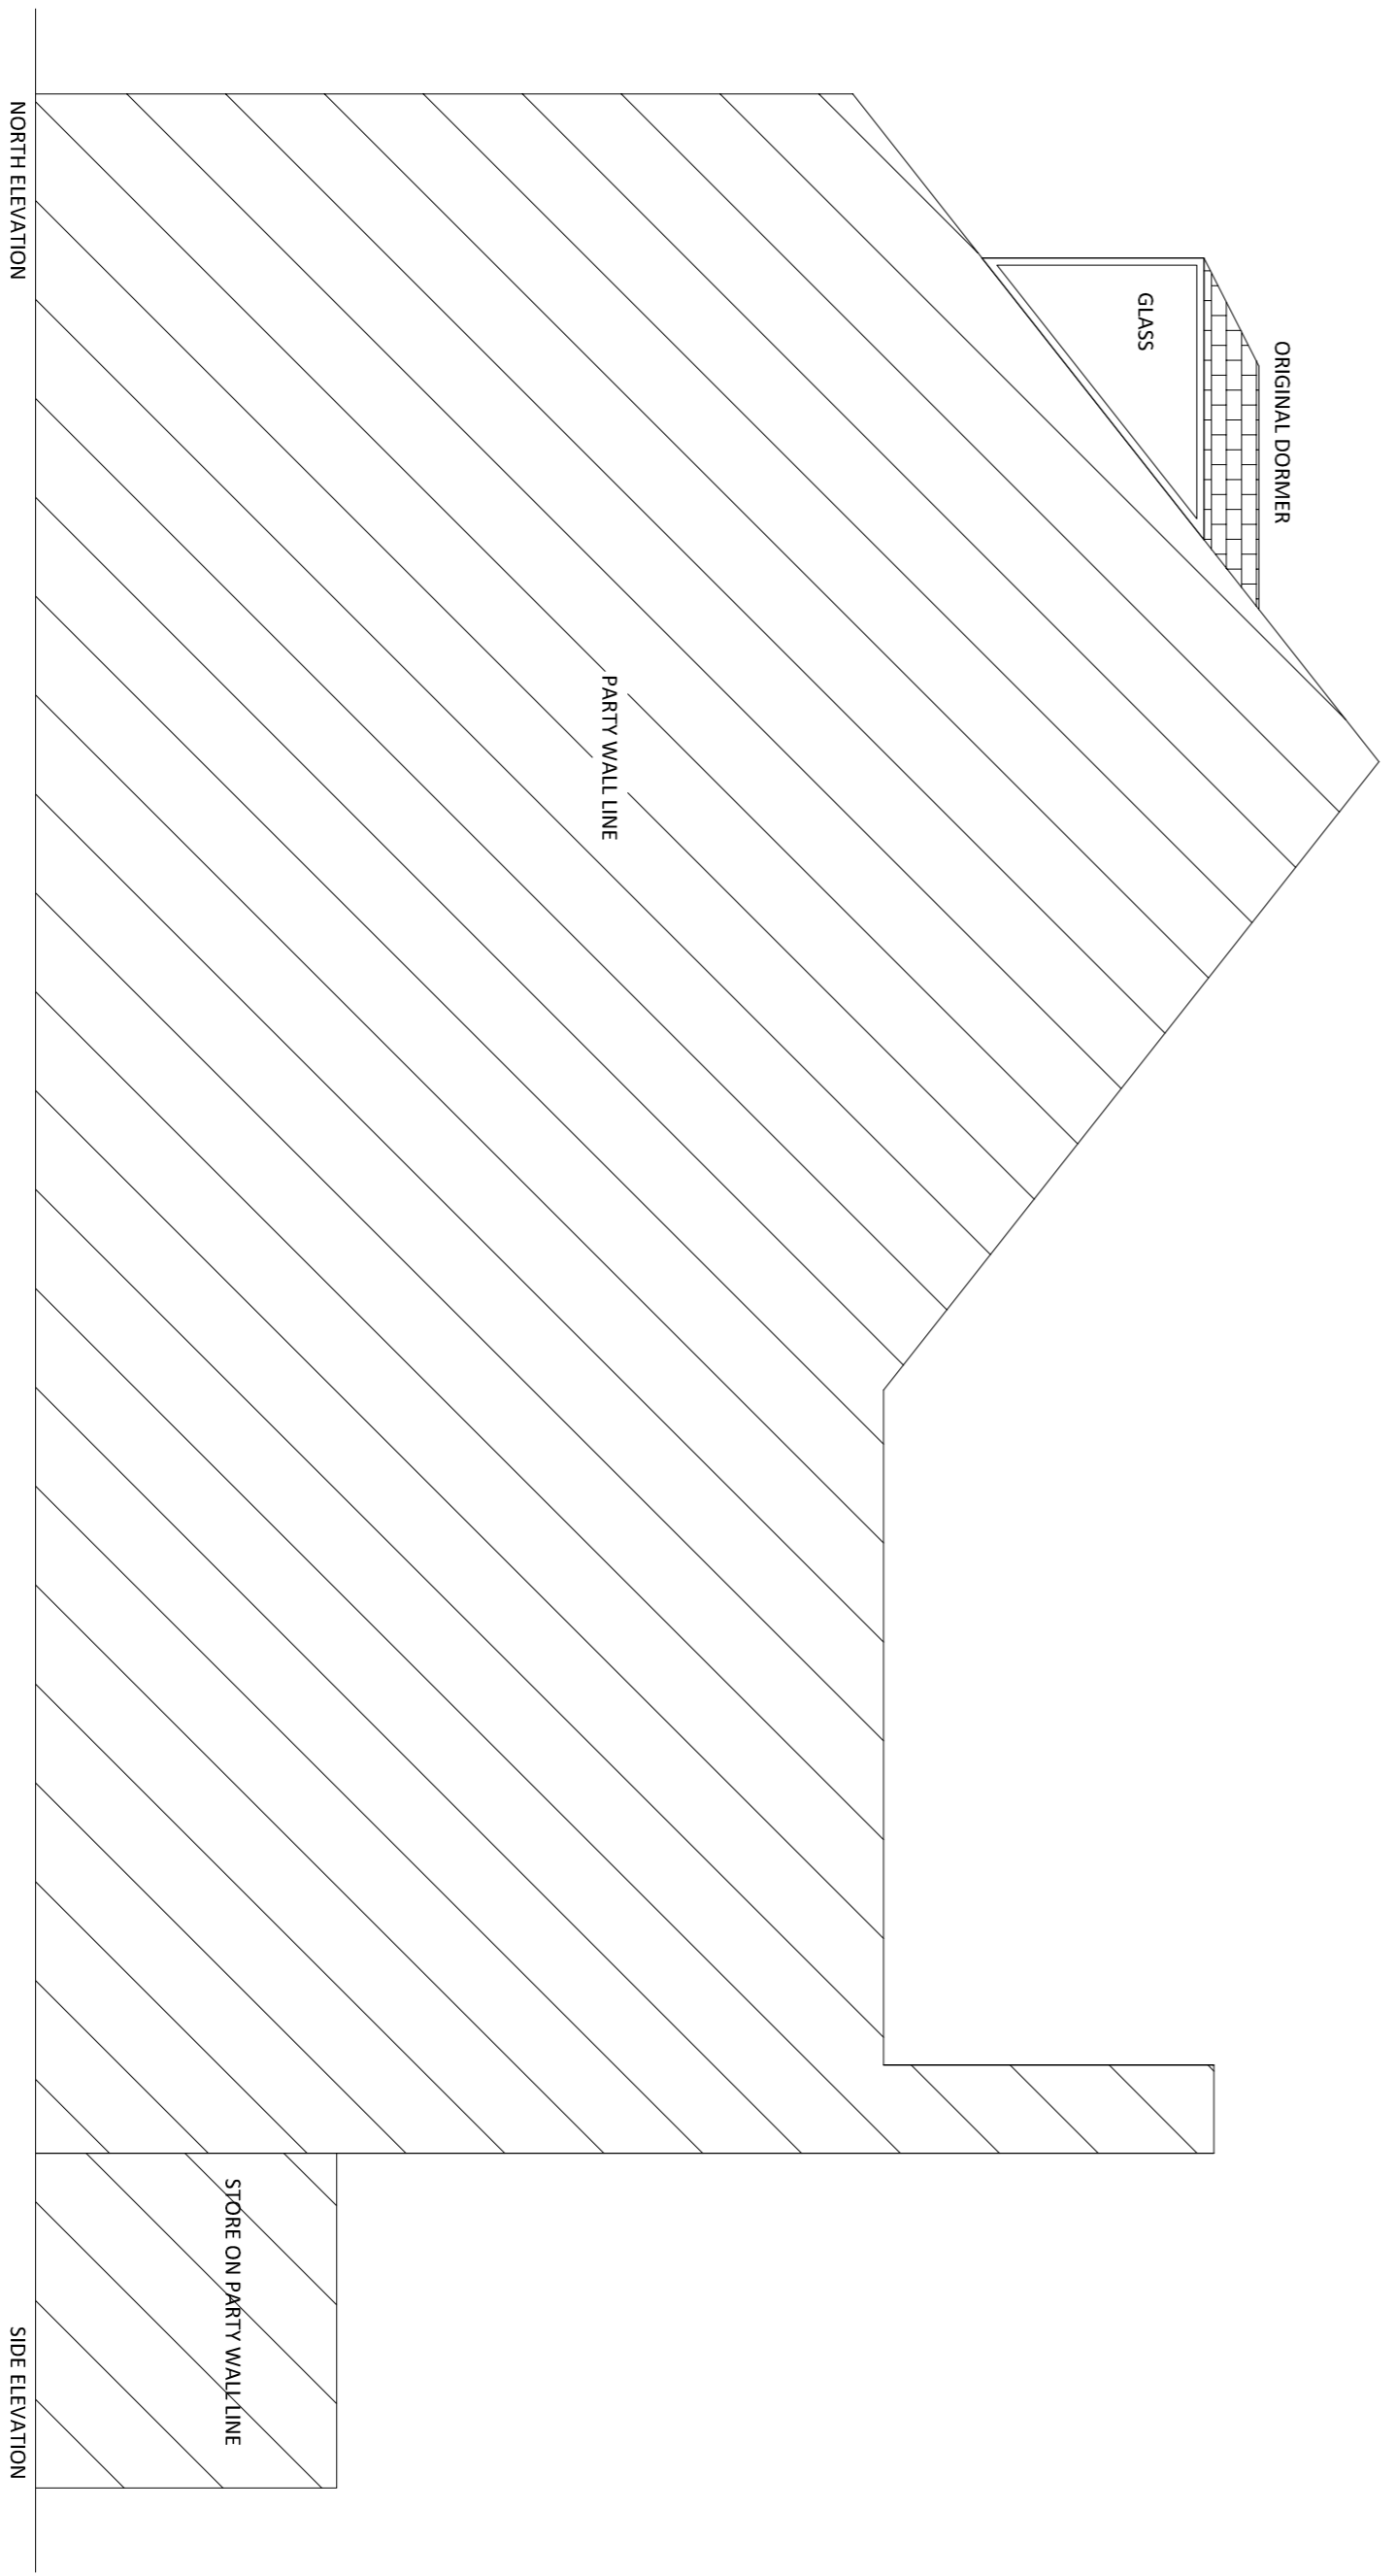 ORIGINAL DORMER
GLASS
PARTY WALL LINE
STORE ON PARTY WALL LINE
NORTH ELEVATION
SIDE ELEVATION